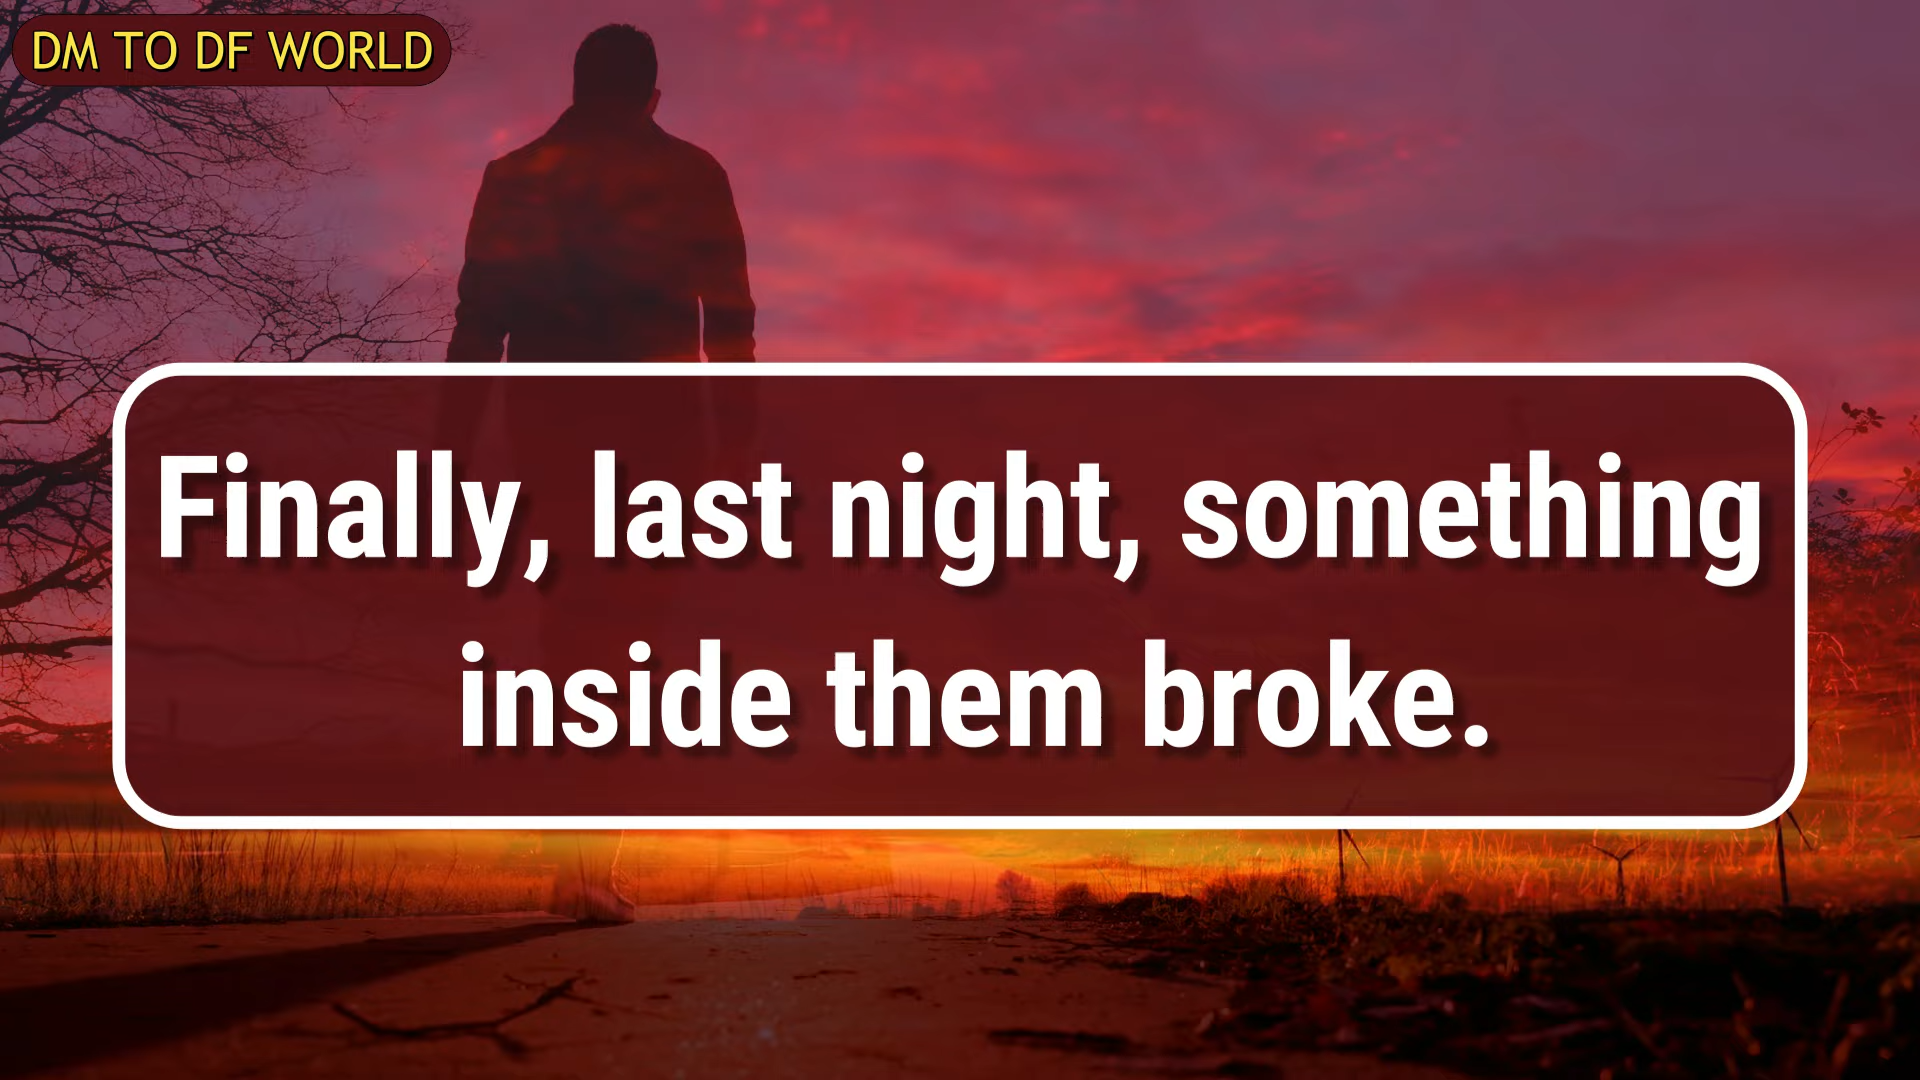 DM TO DF WORLD
Finally, last night, something
inside them broke.